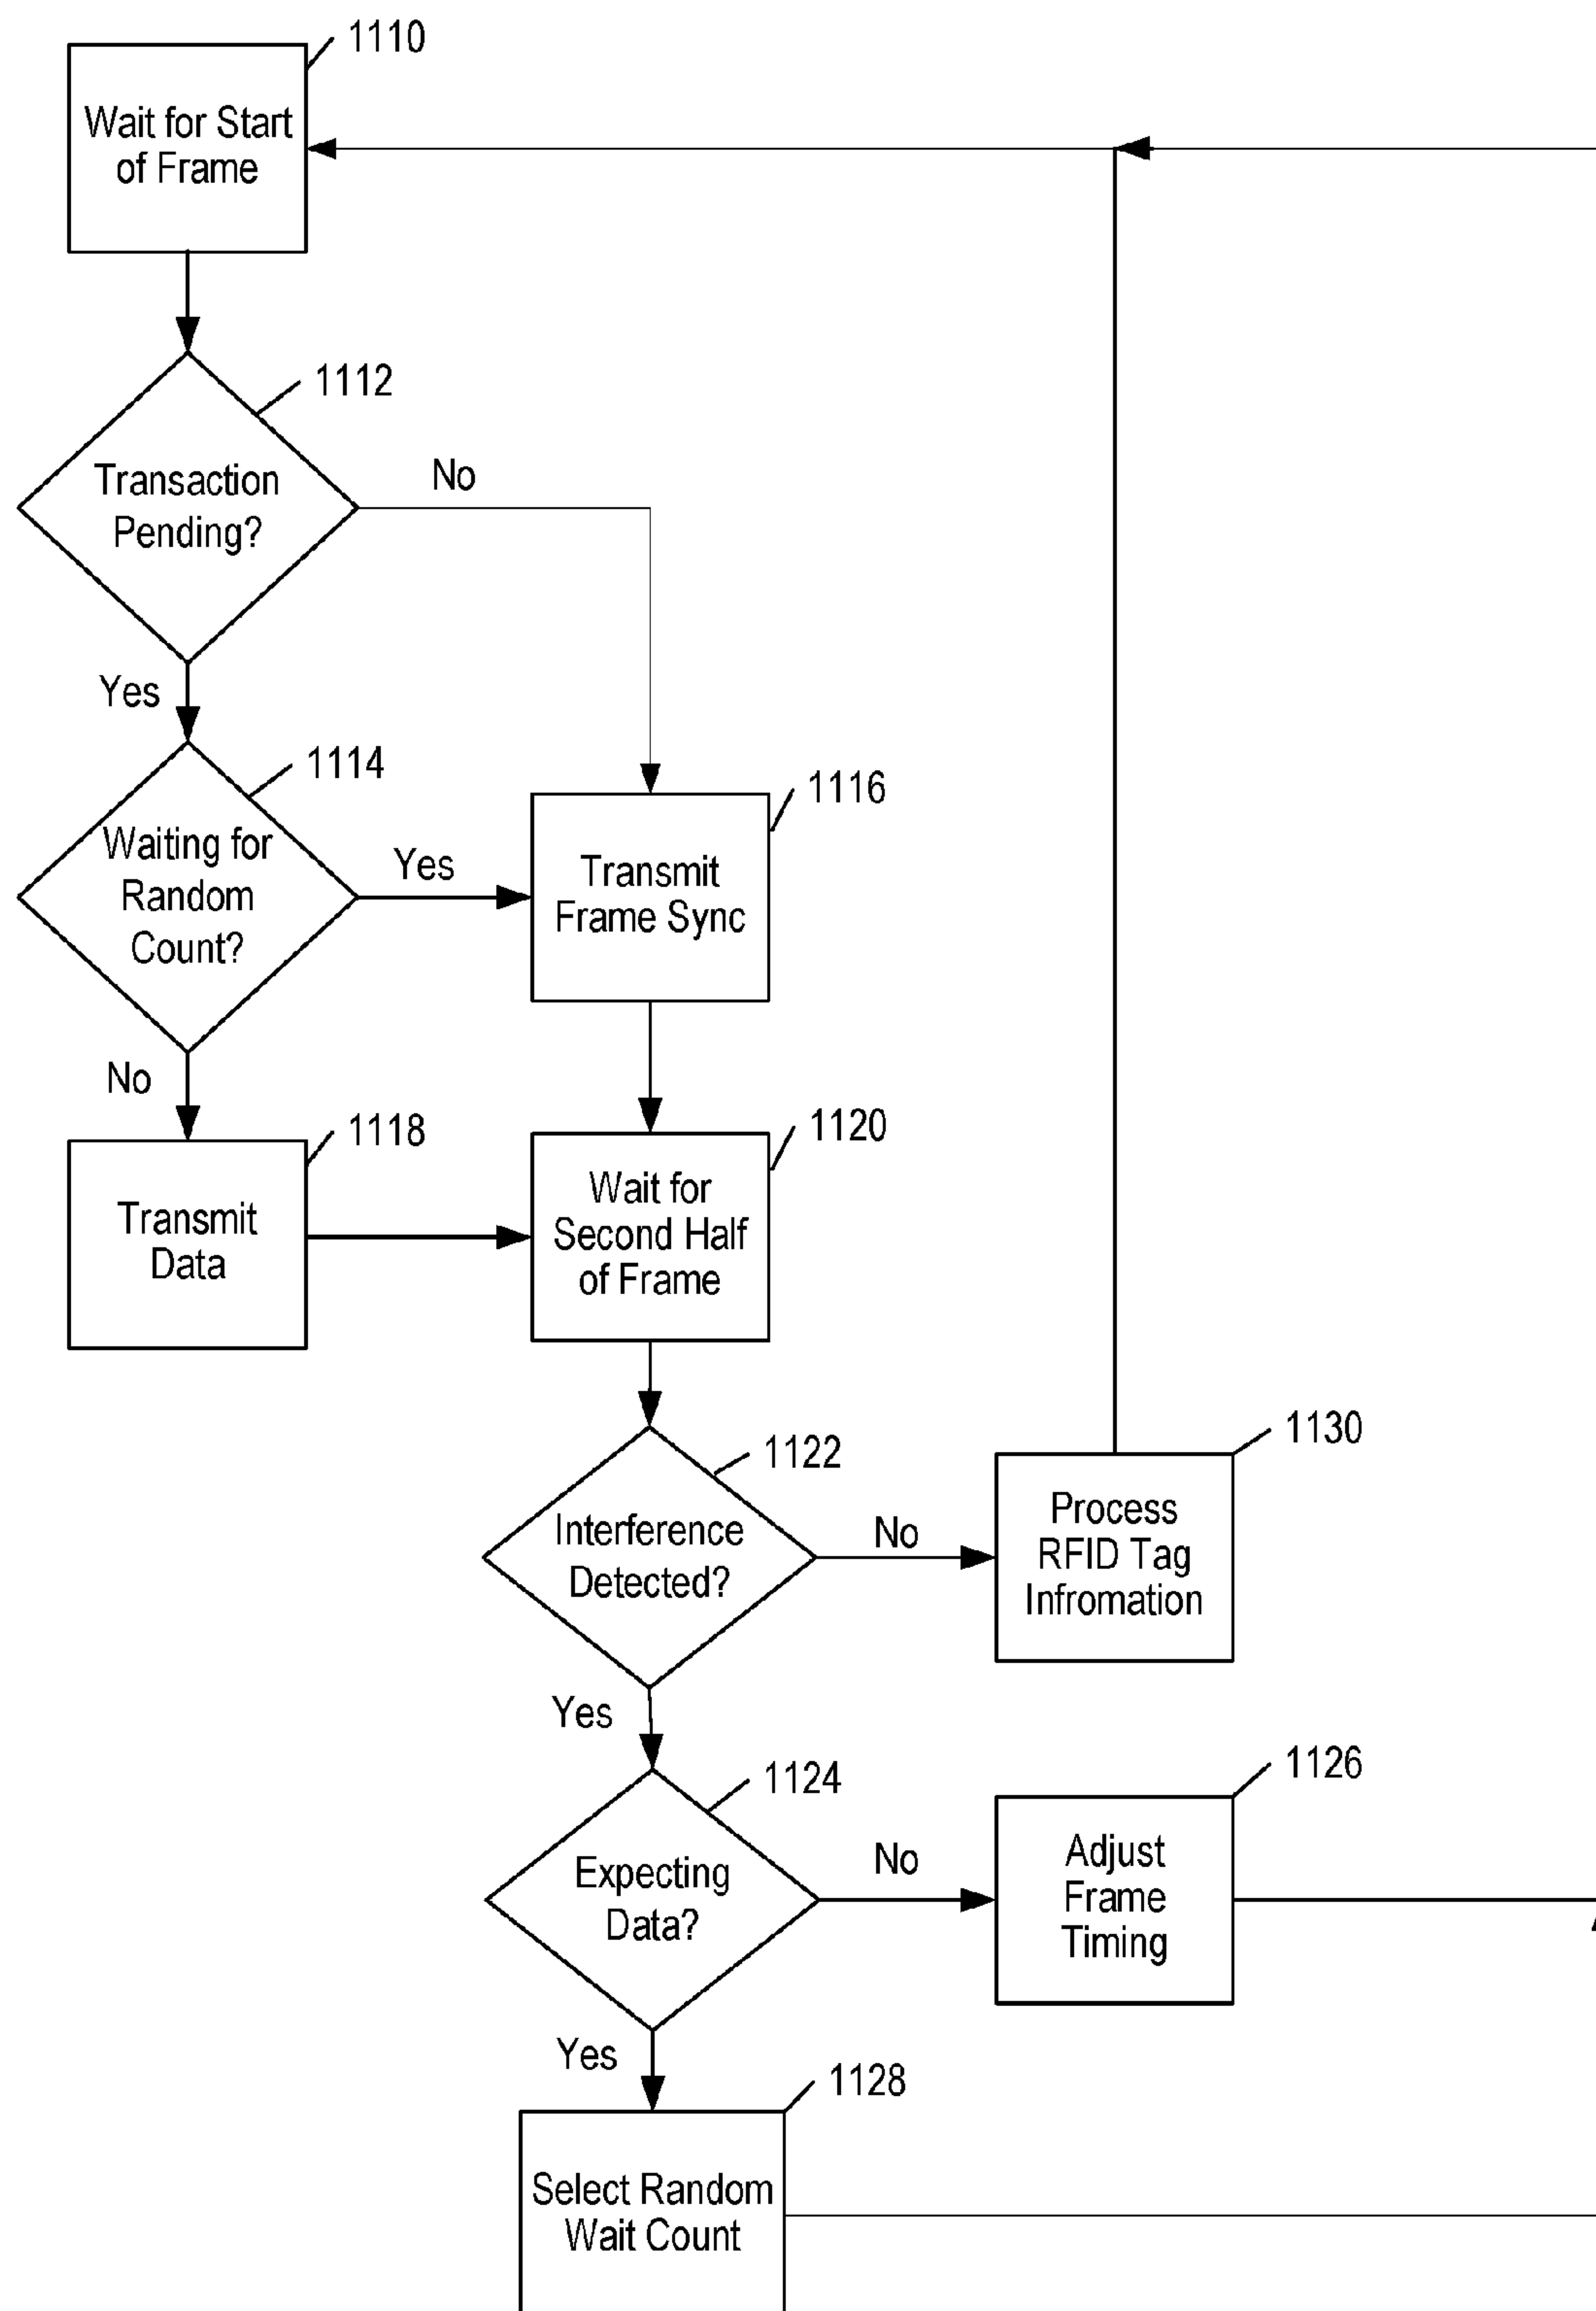 1110
Wait for Start
of Frame
1112
Transaction
Pending?
No
Yes
1114
Waiting for
Random
Count?
Yes
1116
Transmit
Frame Sync
No
1118
Transmit
Data
1120
Wait for
Second Half
of Frame
1122
Interference
Detected?
No
1130
Process
RFID Tag
Infromation
Yes
1124
Expecting
Data?
No
1126
Adjust
Frame
Timing
Yes
1128
Select Random
Wait Count